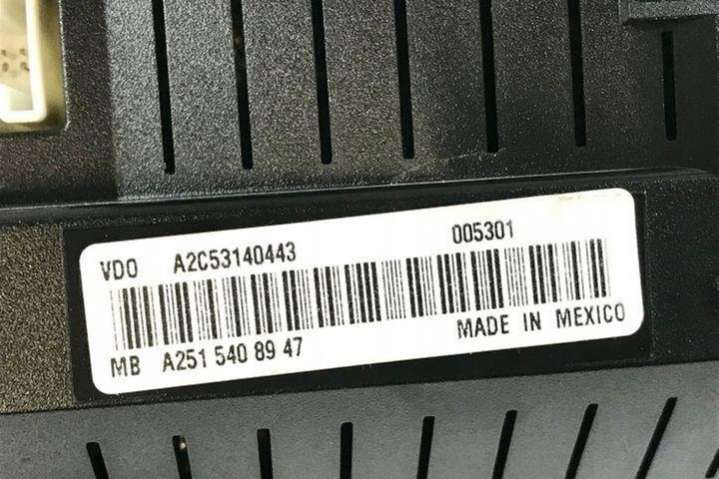 VDO A2C53140443 005301
MB A251 540 89 47 MADE IN MEXICO